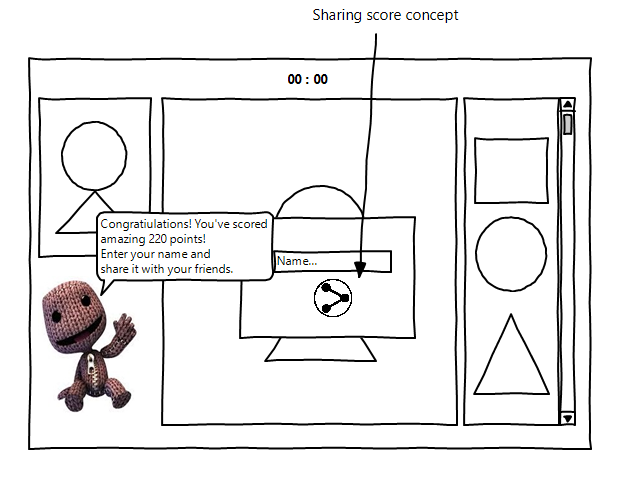 Sharing score concept
00 : 00
Congratiulations! You've scored
amazing 220 points!
Enter your name and
share it with your friends.
Name...